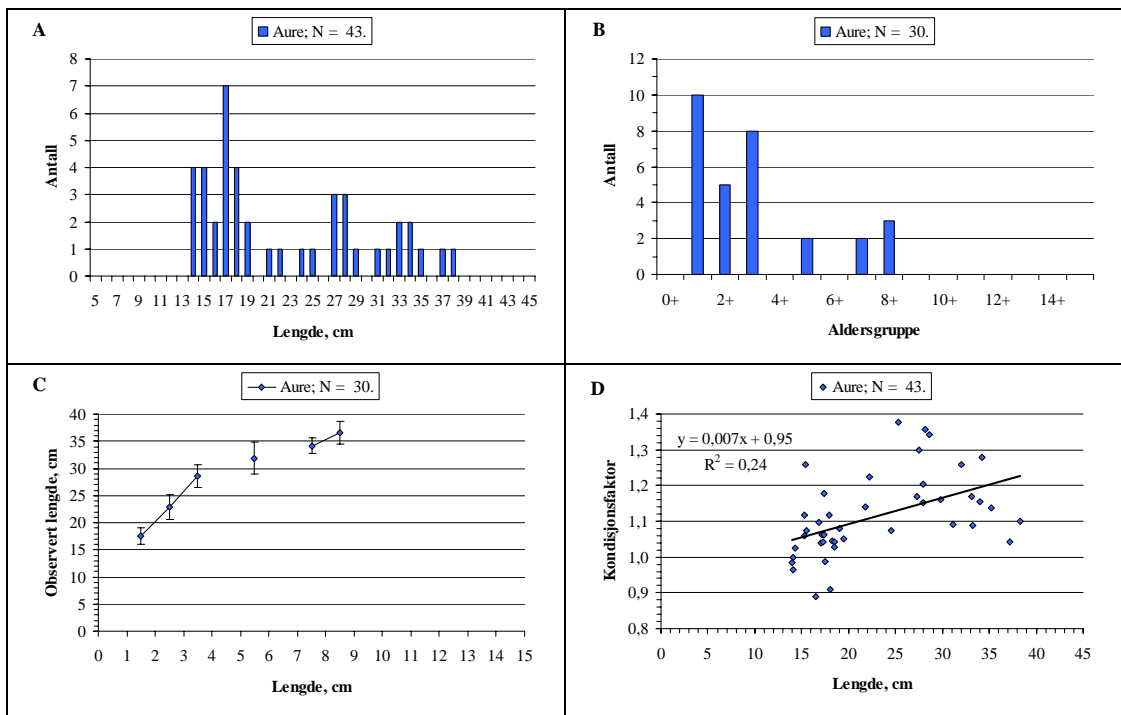 A
Aure; N = 43.
Antall
8
7
6
5
4
3
2
1
0
5 7 9 11 13 15 17 19 21 23 25 27 29 31 33 35 37 39 41 43 45
Lengde, cm
B
Aure; N = 30.
Antall
12
10
8
6
4
2
0
0+ 2+ 4+ 6+ 8+ 10+ 12+ 14+
Aldersgruppe
C
Aure; N = 30.
Observert lengde, cm
40
35
30
25
20
15
10
5
0
0 1 2 3 4 5 6 7 8 9 10 11 12 13 14 15
Lengde, cm
D
Aure; N = 43.
Kondisjonsfaktor
1,4
1,3
1,2
1,1
1,0
0,9
0,8
y = 0,007x + 0,95
R² = 0,24
0 5 10 15 20 25 30 35 40 45
Lengde, cm